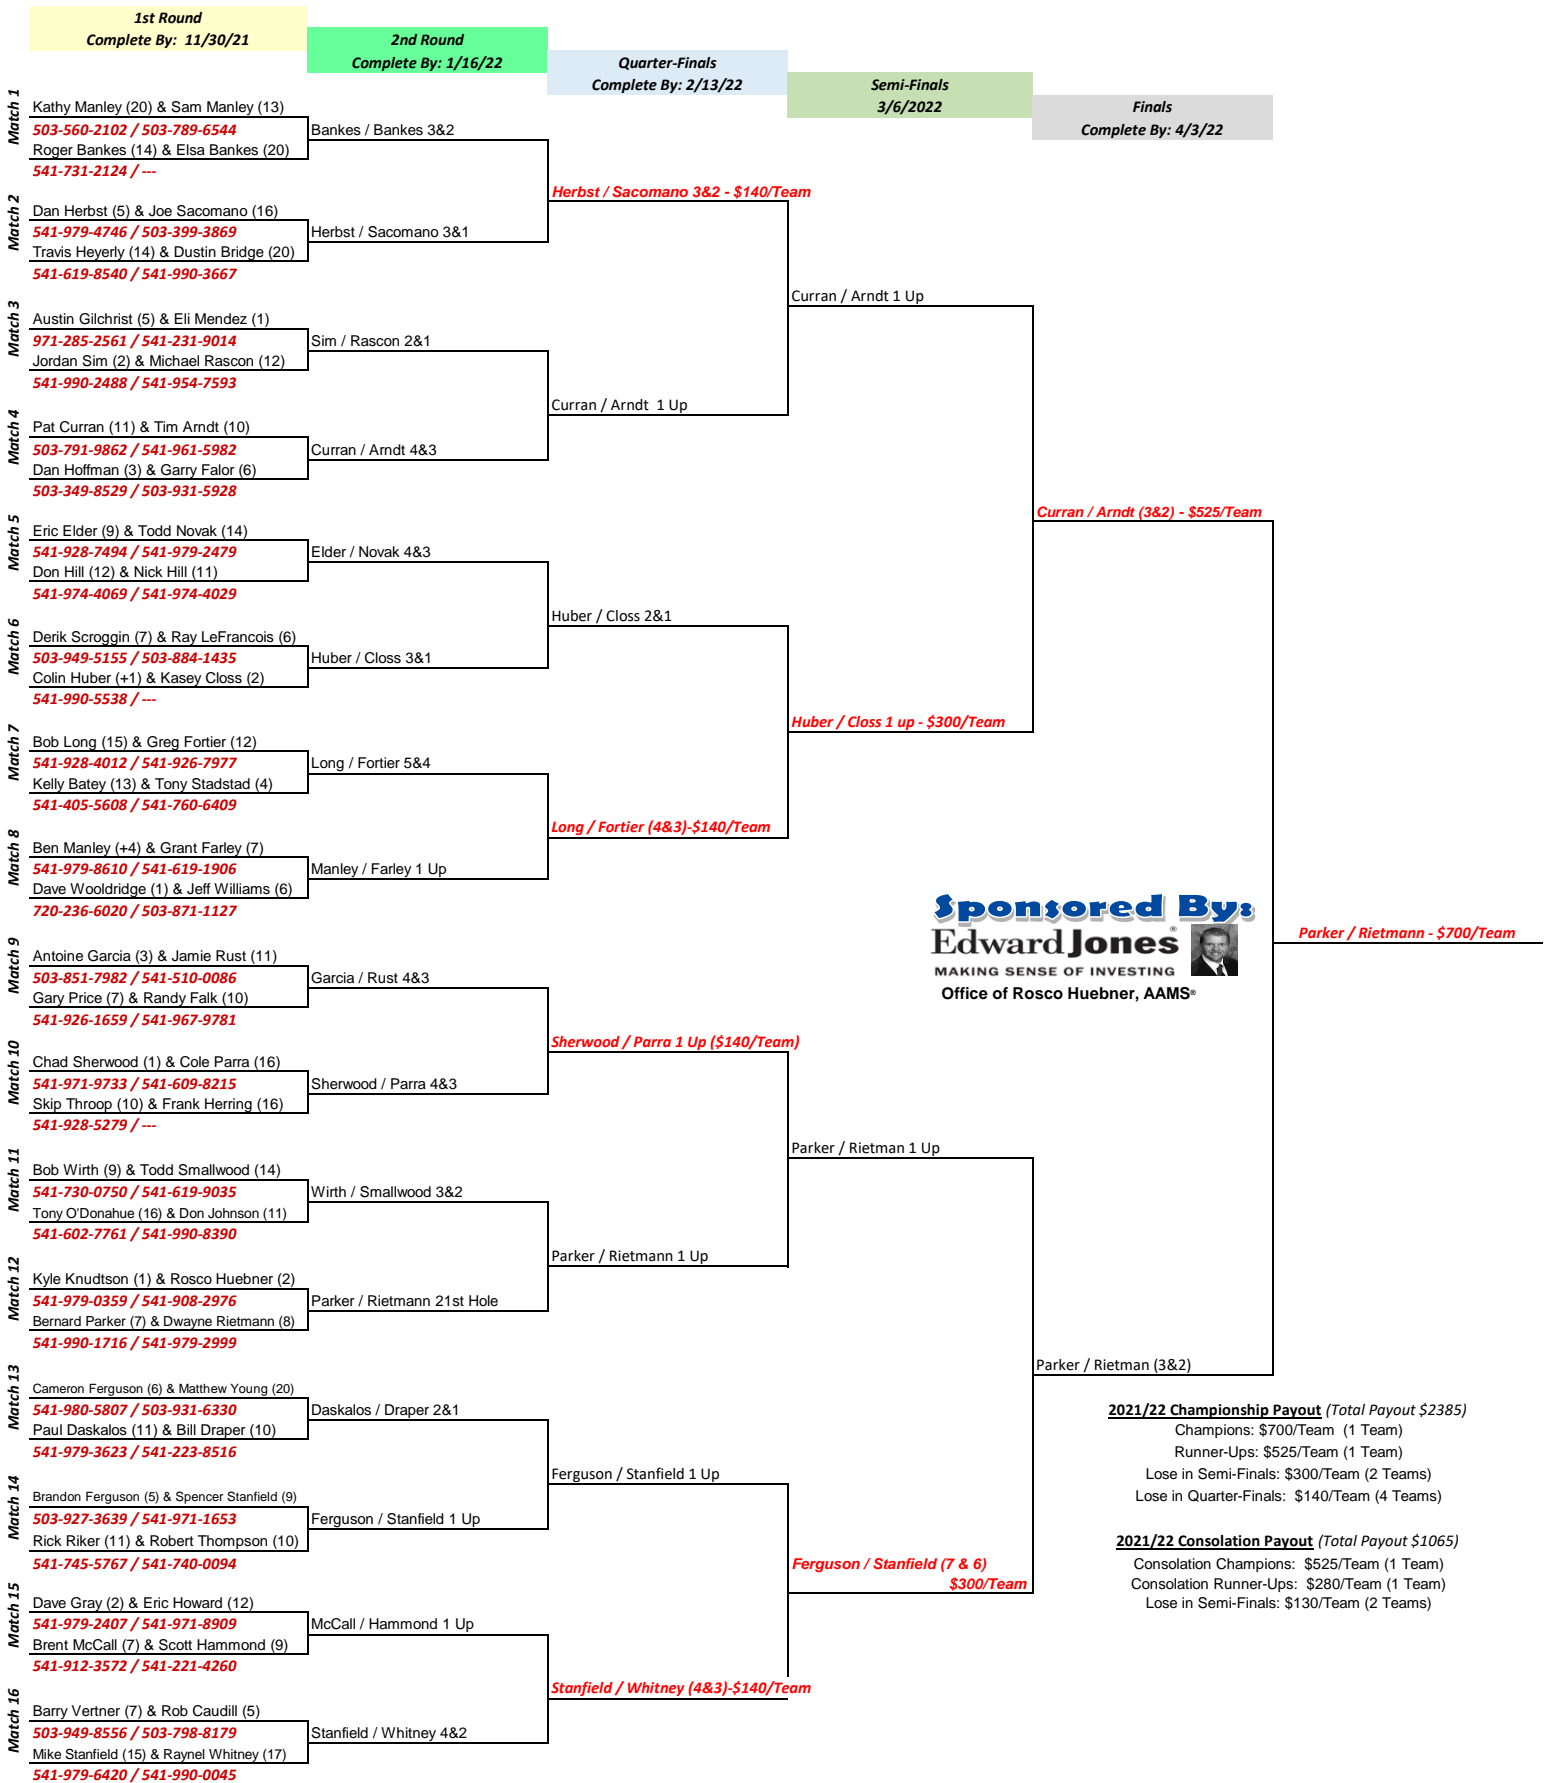 1st Round
Complete By:  11/30/21
2nd Round
Complete By: 1/16/22
Quarter-Finals
Complete By: 2/13/22
Semi-Finals
3/6/2022
Finals
Complete By: 4/3/22
Match 1
Kathy Manley (20) & Sam Manley (13)
503-560-2102 / 503-789-6544
Roger Bankes (14) & Elsa Bankes (20)
541-731-2124 / ---
Match 2
Dan Herbst (5) & Joe Sacomano (16)
541-979-4746 / 503-399-3869
Travis Heyerly (14) & Dustin Bridge (20)
541-619-8540 / 541-990-3667
Match 3
Austin Gilchrist (5) & Eli Mendez (1)
971-285-2561 / 541-231-9014
Jordan Sim (2) & Michael Rascon (12)
541-990-2488 / 541-954-7593
Match 4
Pat Curran (11) & Tim Arndt (10)
503-791-9862 / 541-961-5982
Dan Hoffman (3) & Garry Falor (6)
503-349-8529 / 503-931-5928
Match 5
Eric Elder (9) & Todd Novak (14)
541-928-7494 / 541-979-2479
Don Hill (12) & Nick Hill (11)
541-974-4069 / 541-974-4029
Match 6
Derik Scroggin (7) & Ray LeFrancois (6)
503-949-5155 / 503-884-1435
Colin Huber (+1) & Kasey Closs (2)
541-990-5538 / ---
Match 7
Bob Long (15) & Greg Fortier (12)
541-928-4012 / 541-926-7977
Kelly Batey (13) & Tony Stadstad (4)
541-405-5608 / 541-760-6409
Match 8
Ben Manley (+4) & Grant Farley (7)
541-979-8610 / 541-619-1906
Dave Wooldridge (1) & Jeff Williams (6)
720-236-6020 / 503-871-1127
Match 9
Antoine Garcia (3) & Jamie Rust (11)
503-851-7982 / 541-510-0086
Gary Price (7) & Randy Falk (10)
541-926-1659 / 541-967-9781
Match 10
Chad Sherwood (1) & Cole Parra (16)
541-971-9733 / 541-609-8215
Skip Throop (10) & Frank Herring (16)
541-928-5279 / ---
Match 11
Bob Wirth (9) & Todd Smallwood (14)
541-730-0750 / 541-619-9035
Tony O'Donahue (16) & Don Johnson (11)
541-602-7761 / 541-990-8390
Match 12
Kyle Knudtson (1) & Rosco Huebner (2)
541-979-0359 / 541-908-2976
Bernard Parker (7) & Dwayne Rietmann (8)
541-990-1716 / 541-979-2999
Match 13
Cameron Ferguson (6) & Matthew Young (20)
541-980-5807 / 503-931-6330
Paul Daskalos (11) & Bill Draper (10)
541-979-3623 / 541-223-8516
Match 14
Brandon Ferguson (5) & Spencer Stanfield (9)
503-927-3639 / 541-971-1653
Rick Riker (11) & Robert Thompson (10)
541-745-5767 / 541-740-0094
Match 15
Dave Gray (2) & Eric Howard (12)
541-979-2407 / 541-971-8909
Brent McCall (7) & Scott Hammond (9)
541-912-3572 / 541-221-4260
Match 16
Barry Vertner (7) & Rob Caudill (5)
503-949-8556 / 503-798-8179
Mike Stanfield (15) & Raynel Whitney (17)
541-979-6420 / 541-990-0045
Bankes / Bankes 3&2
Herbst / Sacomano 3&1
Sim / Rascon 2&1
Curran / Arndt 4&3
Elder / Novak 4&3
Huber / Closs 3&1
Long / Fortier 5&4
Manley / Farley 1 Up
Garcia / Rust 4&3
Sherwood / Parra 4&3
Wirth / Smallwood 3&2
Parker / Rietmann 21st Hole
Daskalos / Draper 2&1
Ferguson / Stanfield 1 Up
McCall / Hammond 1 Up
Stanfield / Whitney 4&2
Herbst / Sacomano 3&2 - $140/Team
Curran / Arndt  1 Up
Huber / Closs 2&1
Long / Fortier (4&3)-$140/Team
Sherwood / Parra 1 Up ($140/Team)
Parker / Rietmann 1 Up
Ferguson / Stanfield 1 Up
Stanfield / Whitney (4&3)-$140/Team
Curran / Arndt 1 Up
Huber / Closs 1 up - $300/Team
Parker / Rietman 1 Up
Ferguson / Stanfield (7 & 6)
$300/Team
Curran / Arndt (3&2) - $525/Team
Parker / Rietman (3&2)
Parker / Rietmann - $700/Team
Sponsored By:
Edward Jones®
MAKING SENSE OF INVESTING
Office of Rosco Huebner, AAMS®
2021/22 Championship Payout (Total Payout $2385)
Champions: $700/Team  (1 Team)
Runner-Ups: $525/Team (1 Team)
Lose in Semi-Finals: $300/Team (2 Teams)
Lose in Quarter-Finals:  $140/Team (4 Teams)
2021/22 Consolation Payout (Total Payout $1065)
Consolation Champions:  $525/Team (1 Team)
Consolation Runner-Ups:  $280/Team (1 Team)
Lose in Semi-Finals: $130/Team (2 Teams)